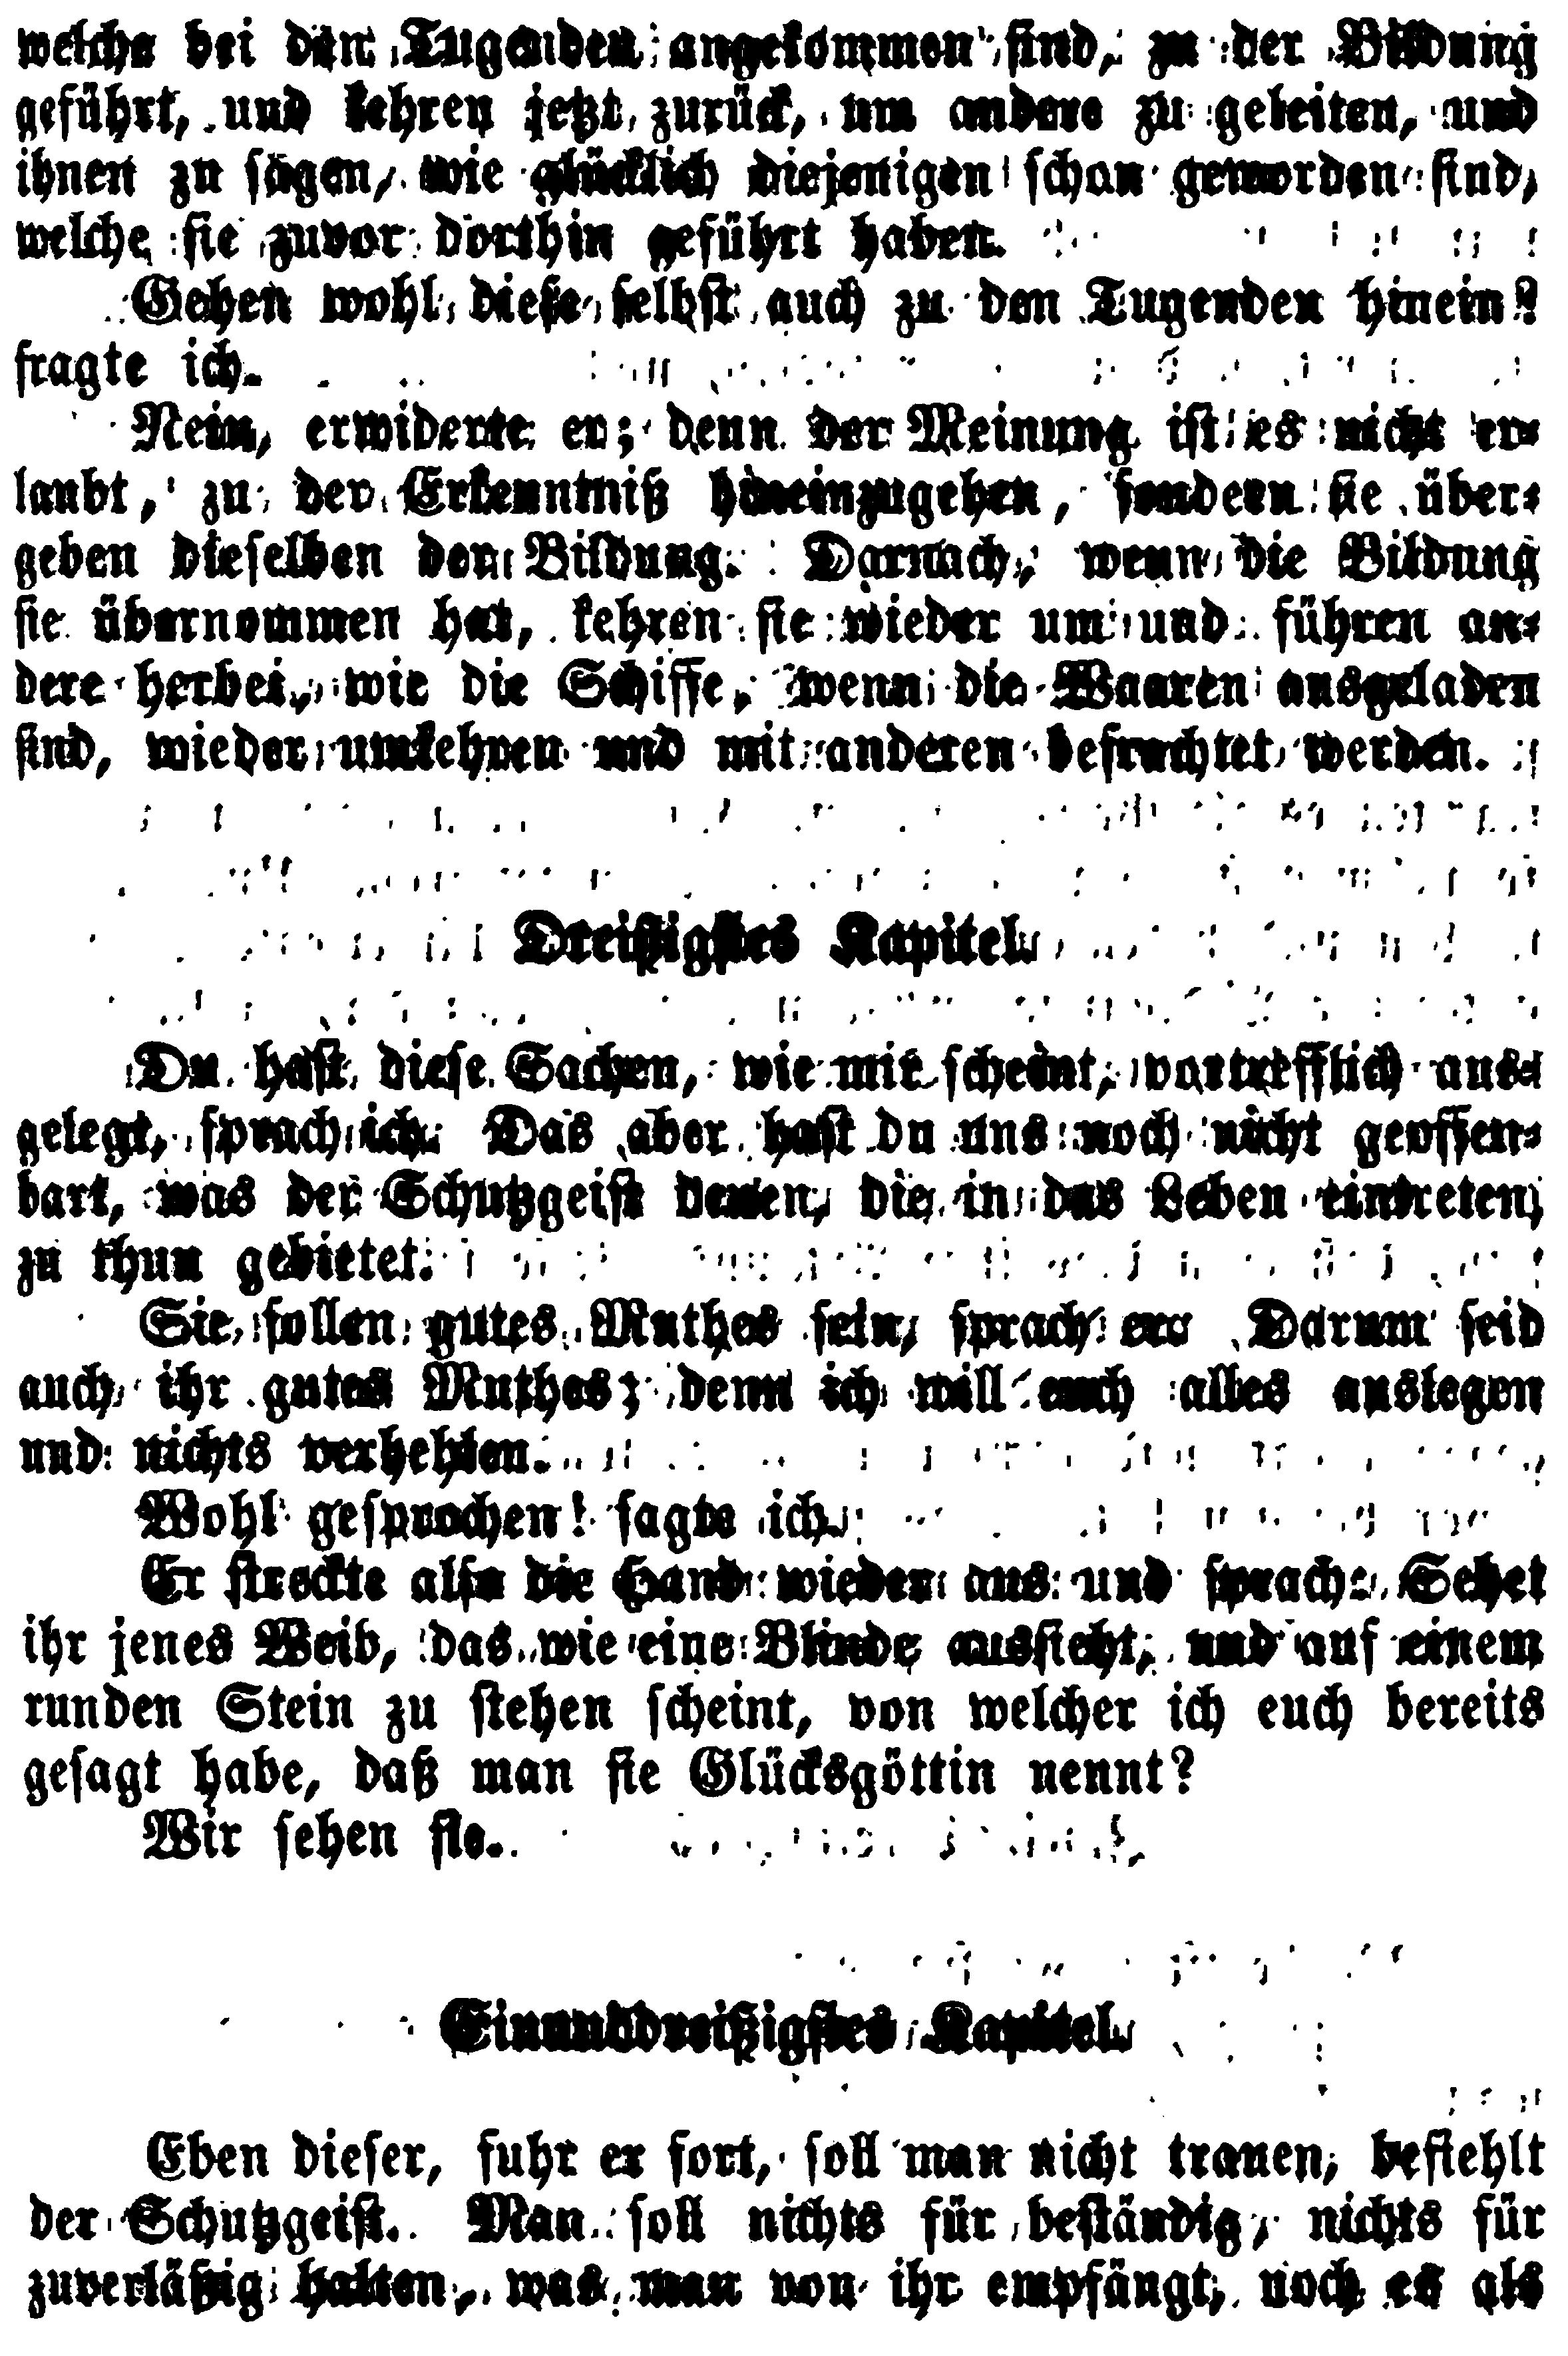 welche bei den Tugenden angekommen sind, zu der Bildung
geführt, und kehren jetzt zurück, um andere zu geleiten, und
ihnen zu sagen, wie glücklich diejenigen schon geworden sind,
welche sie zuvor dorthin geführt haben.
Gehen wohl diese selbst auch zu den Tugenden hinein?
fragte ich.
Nein, erwiderte er; denn der Meinung ist es nicht er-
laubt, zu der Erkenntniß hineinzugehen, sondern sie über-
geben dieselben der Bildung. Darnach, wenn die Bildung
sie übernommen hat, kehren sie wieder um und führen an-
dere herbei, wie die Schiffe, wenn die Waaren ausgeladen
sind, wieder umkehren und mit anderen befrachtet werden.
Dreißigstes Kapitel.
Du hast diese Sachen, wie mir scheint, vortrefflich aus-
gelegt, sprach ich. Das aber hast du uns noch nicht geoffen-
bart, was der Schutzgeist denen, die in das Leben eintreten,
zu thun gebietet.
Sie sollen gutes Muthes sein, sprach er. Darum seid
auch ihr gutes Muthes; denn ich will euch alles auslegen
und nichts verhehlen.
Wohl gesprochen! sagte ich.
Er streckte also die Hand wieder aus und sprach: Sehet
ihr jenes Weib, das wie eine Blinde aussieht, und auf einem
runden Stein zu stehen scheint, von welcher ich euch bereits
gesagt habe, daß man sie Glücksgöttin nennt?
Wir sehen sie.
Einunddreißigstes Kapitel.
Eben dieser, fuhr er fort, soll man nicht trauen, befiehlt
der Schutzgeist. Man soll nichts für beständig, nichts für
zuverläßig halten, was man von ihr empfängt, noch es als